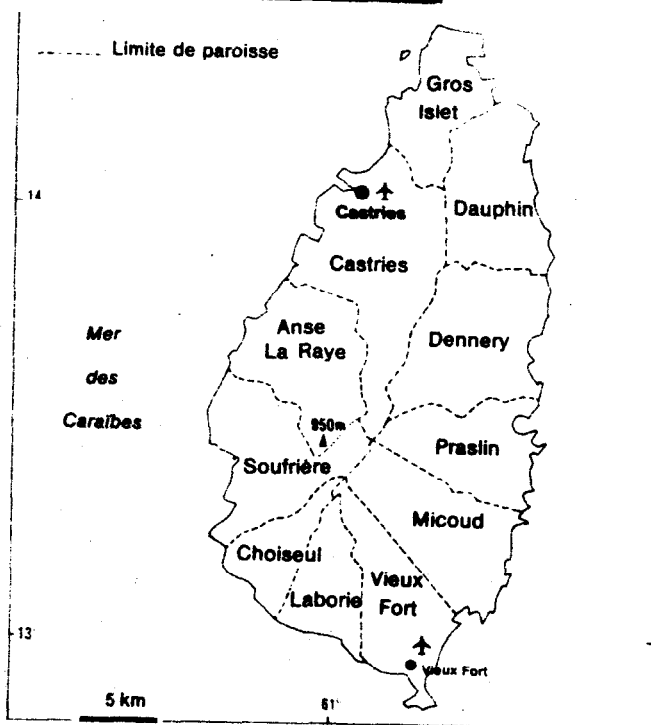 Limite de paroisse
Gros
Islet
14
Castries
Dauphin
Castries
Mer
des
Caraïbes
Anse
La Raye
Dennery
950m
Praslin
Soufrière
Micoud
Choiseul
Vieux
Fort
Laborie
13
Vieux Fort
5 km
61°